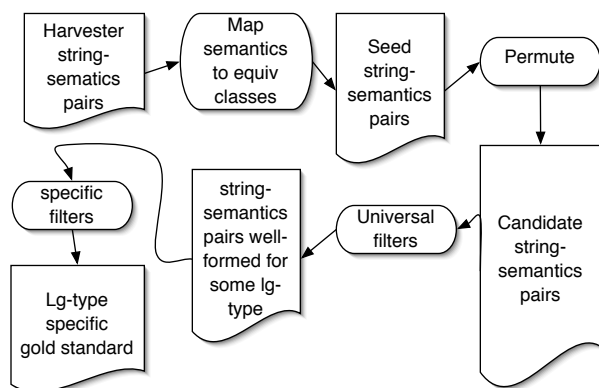 Harvester
string-
sematics
pairs
Map
semantics
to equiv
classes
Seed
string-
semantics
pairs
Permute
Candidate
string-
semantics
pairs
Universal
filters
string-
semantics
pairs well-
formed for
some lg-
type
specific
filters
Lg-type
specific
gold standard